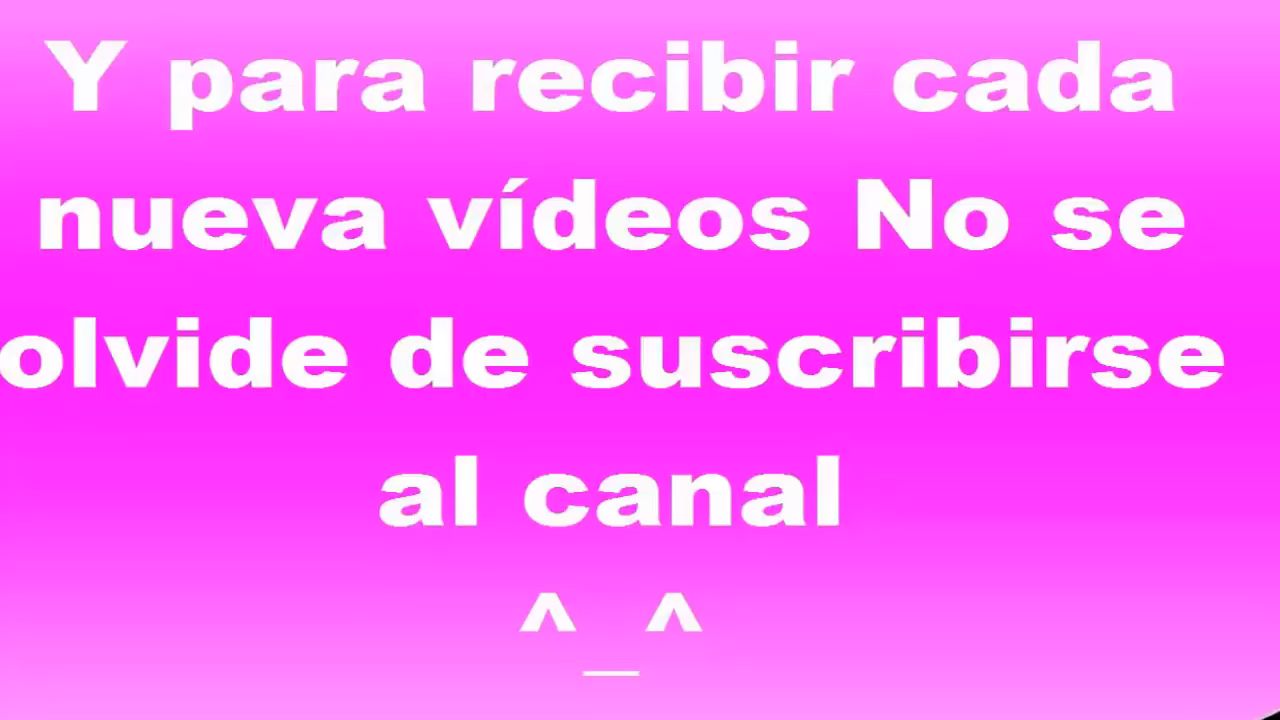 Y para recibir cada
nueva vídeos No se
olvide de suscribirse
al canal
^_^